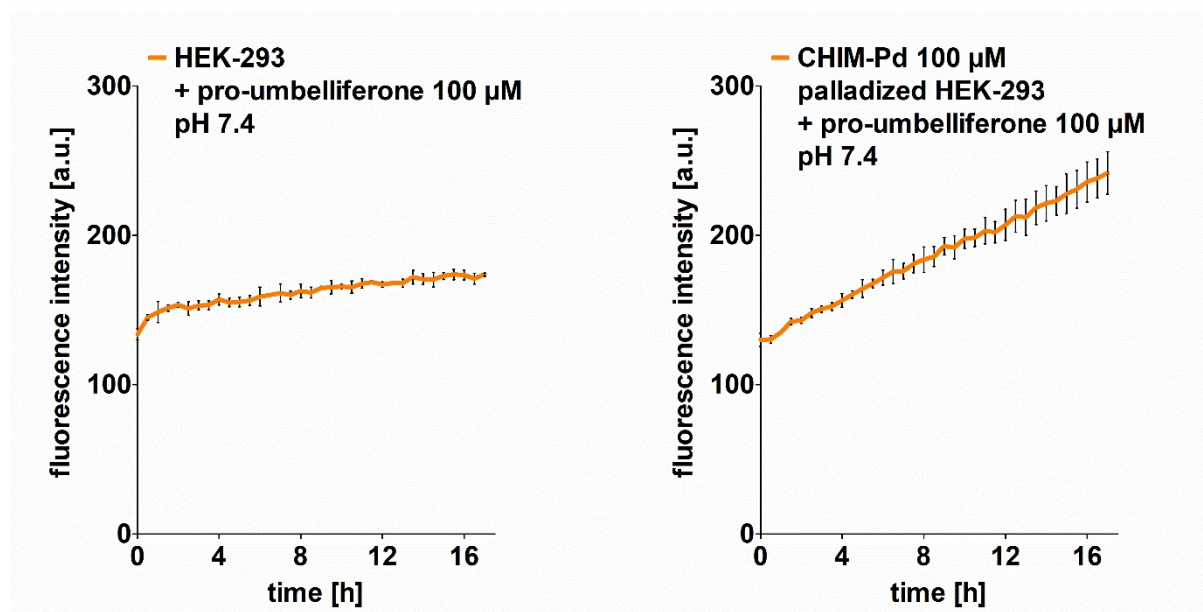 HEK-293
+ pro-umbelliferone 100 µM
pH 7.4
300
200
100
0
fluorescence intensity [a.u.]
0 4 8 12 16
time [h]
CHIM-Pd 100 µM
palladized HEK-293
+ pro-umbelliferone 100 µM
pH 7.4
300
200
100
0
fluorescence intensity [a.u.]
0 4 8 12 16
time [h]